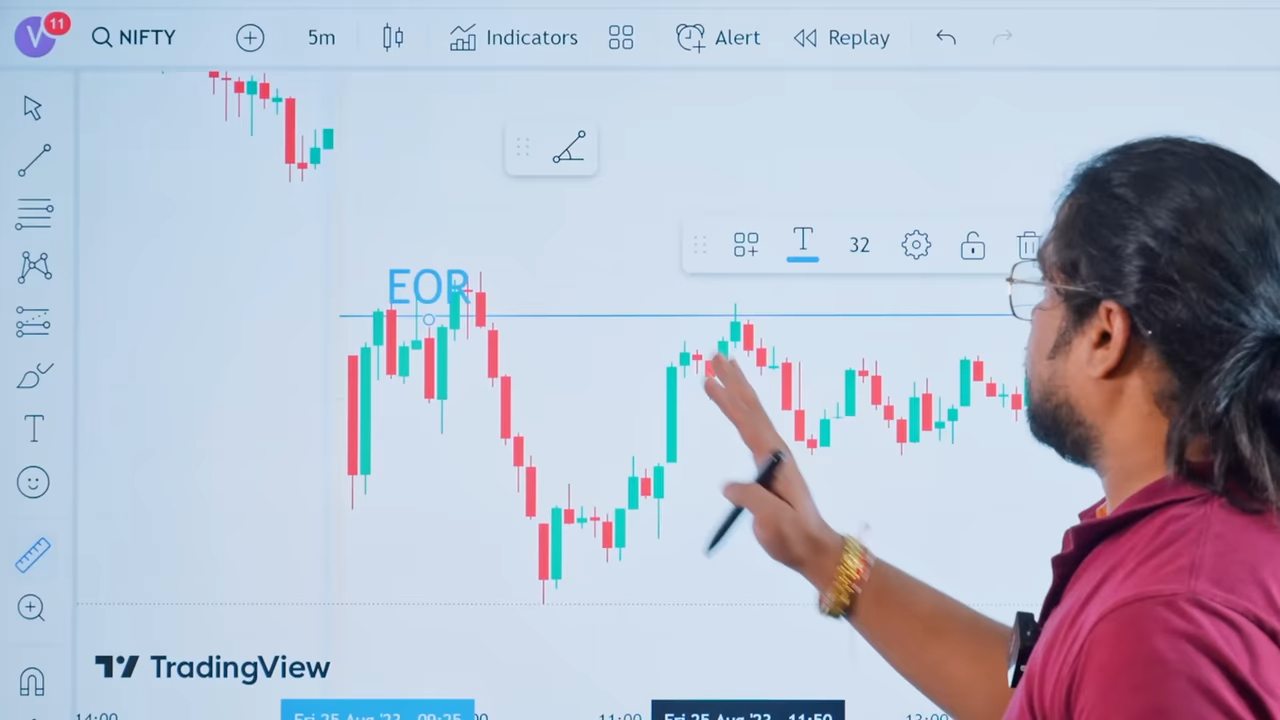 V
11
NIFTY
5m
Indicators
Alert
Replay
32
EOR
TradingView
14:00
Fri 25 Aug '23 09:25
11:00
Fri 25 Aug '23 11:50
13:00